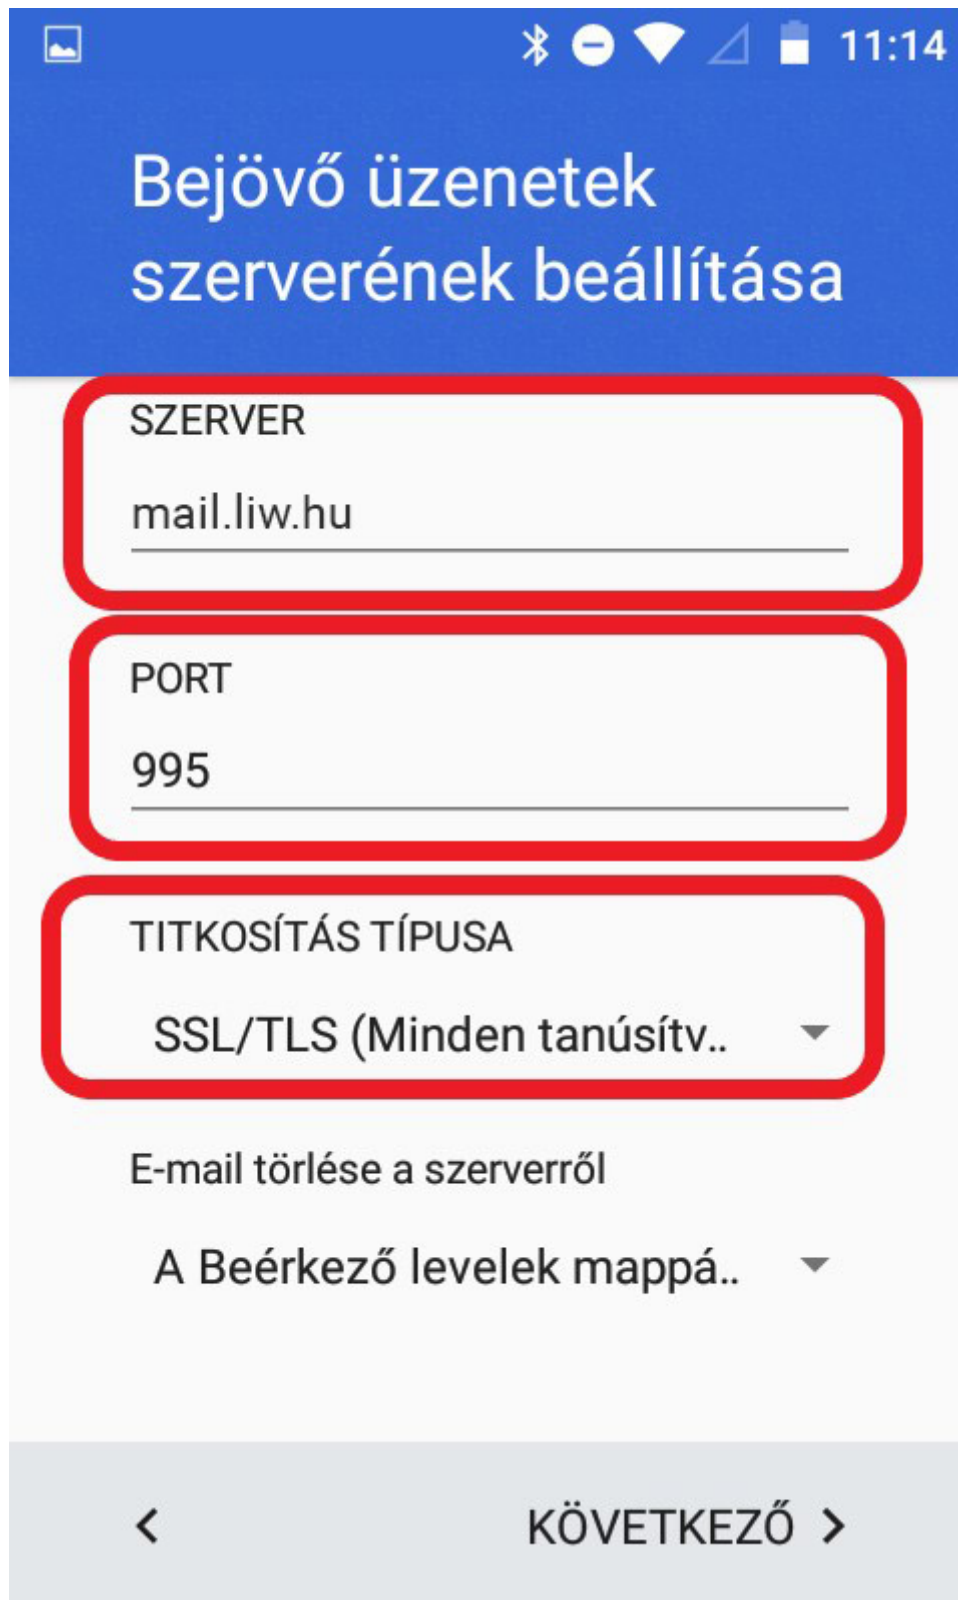 11:14
Bejövő üzenetek
szerverének beállítása
SZERVER
mail.liw.hu
PORT
995
TITKOSÍTÁS TÍPUSA
SSL/TLS (Minden tanúsítv..
E-mail törlése a szerverről
A Beérkező levelek mappá..
KÖVETKEZŐ